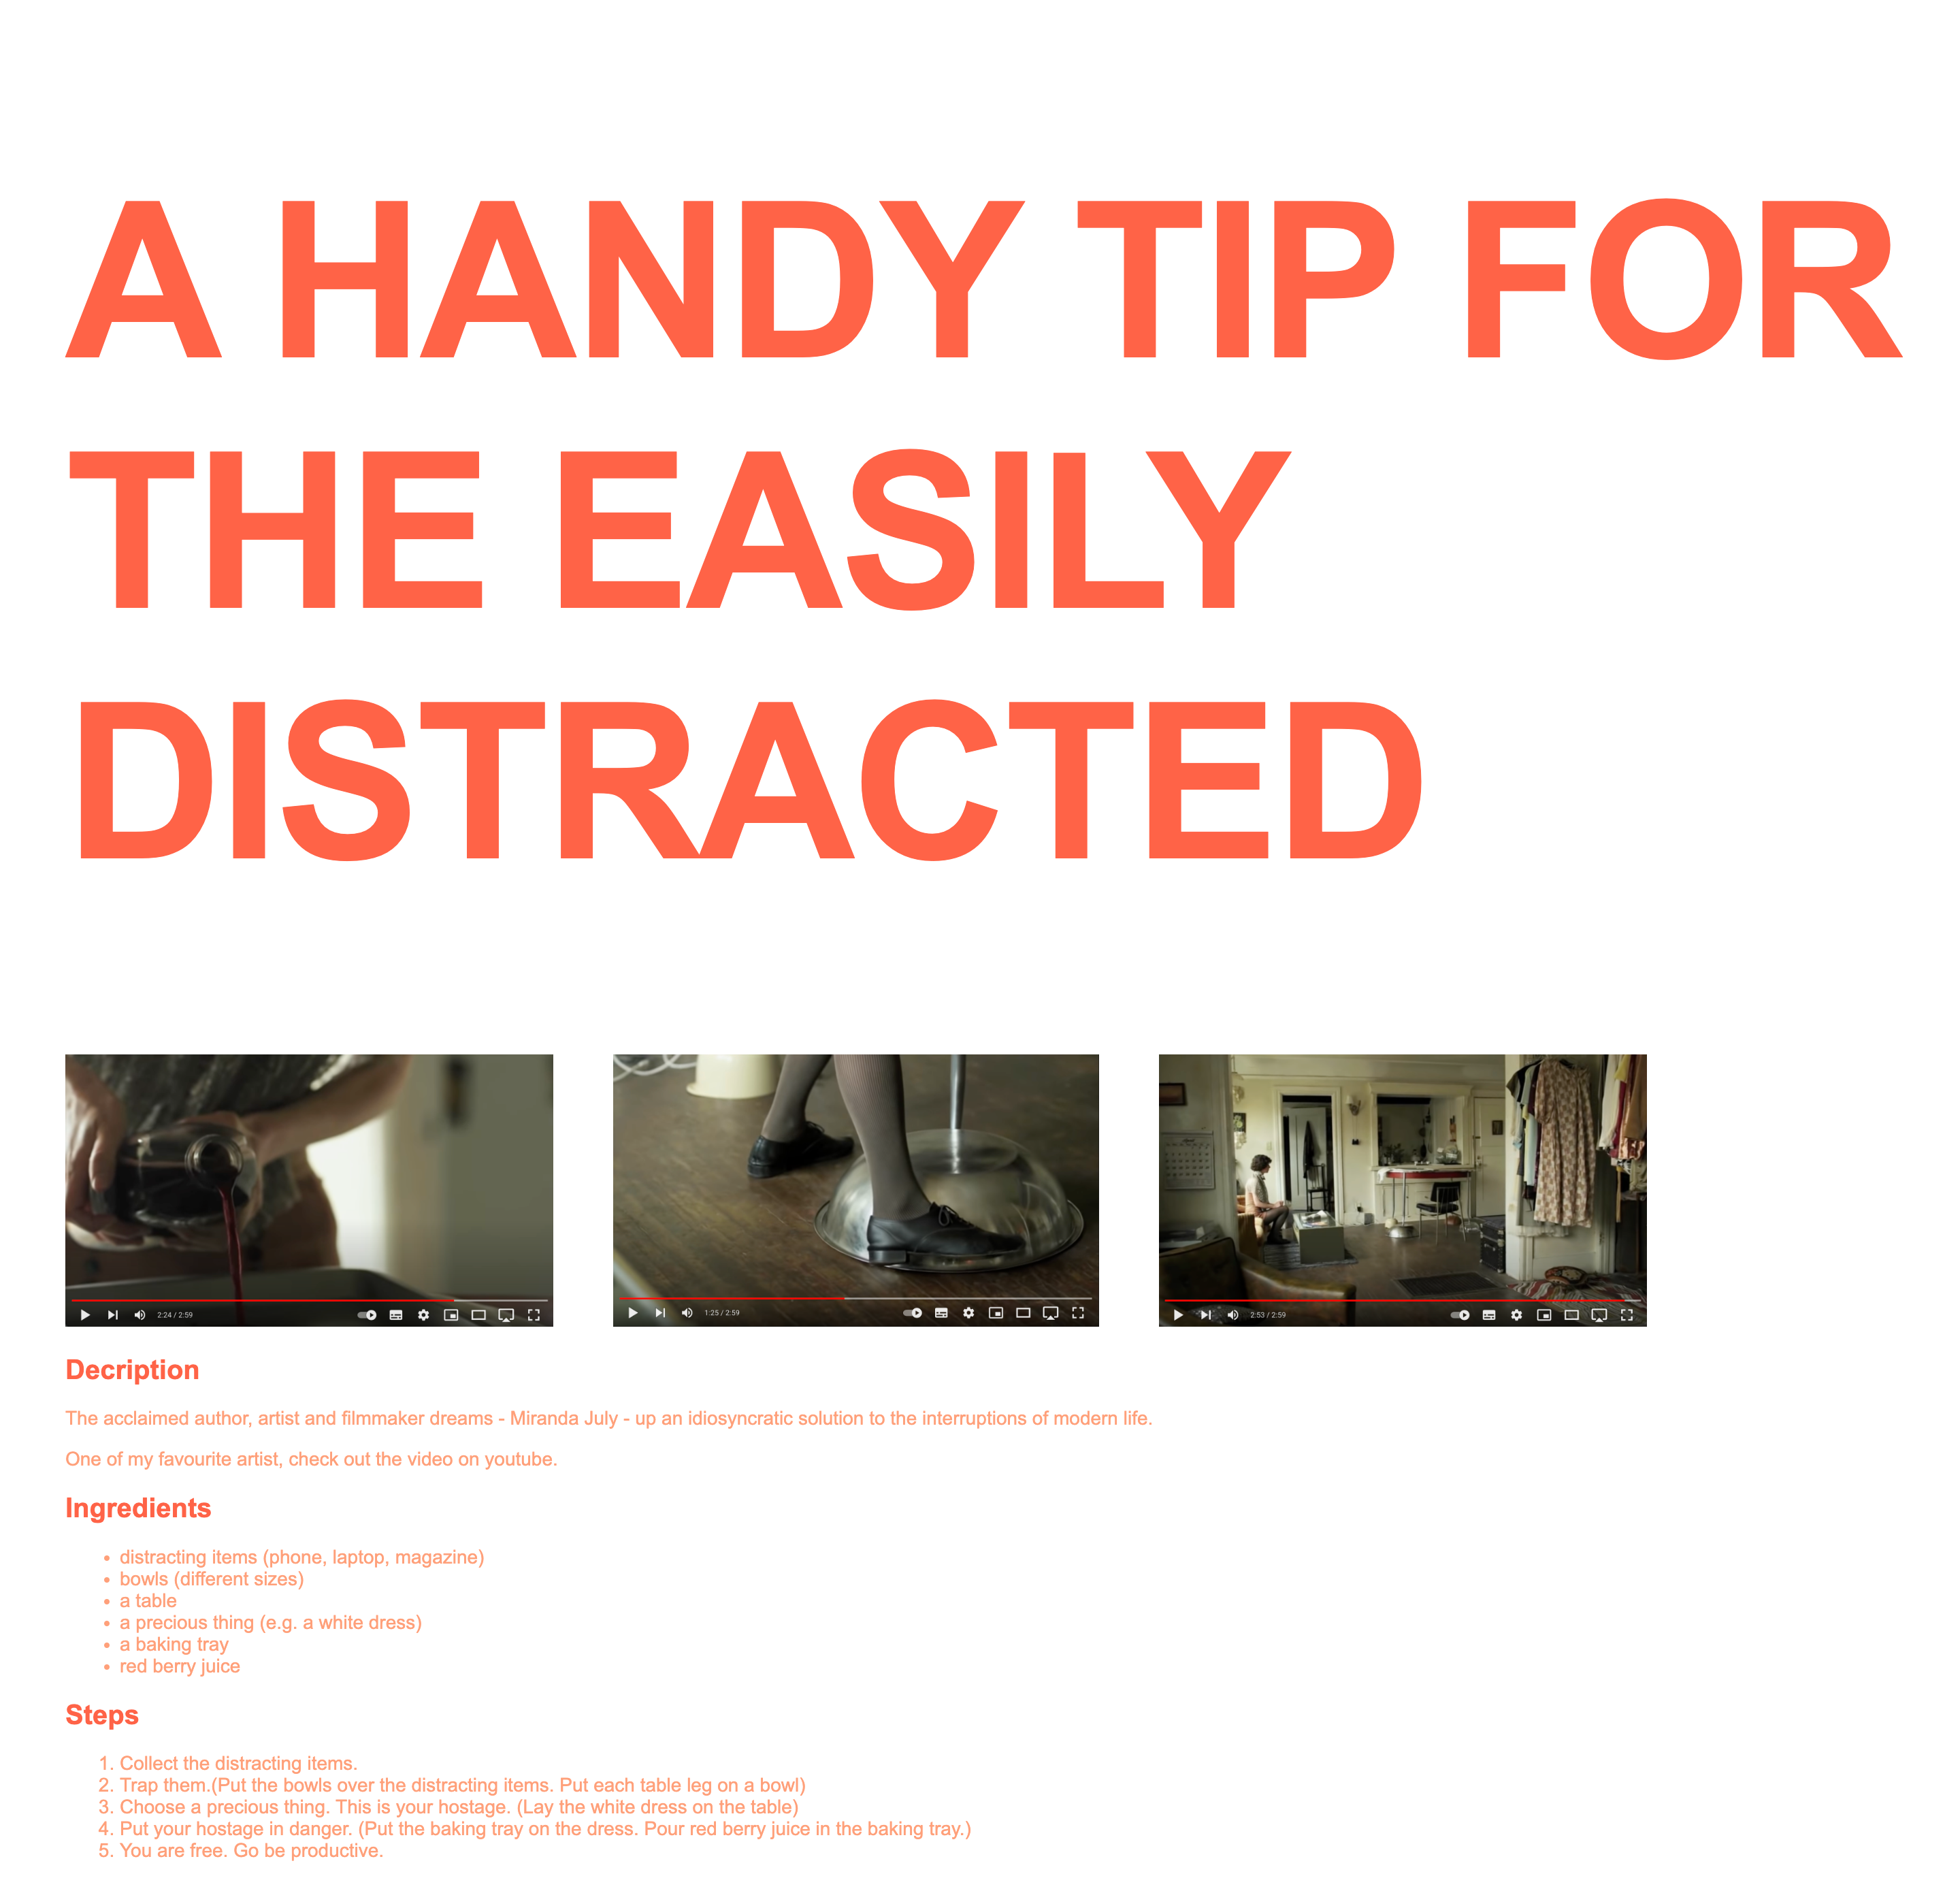 A HANDY TIP FOR
THE EASILY
DISTRACTED
2:24 / 2:59
1:25 / 2:59
2:53 / 2:59
Decription
The acclaimed author, artist and filmmaker dreams - Miranda July - up an idiosyncratic solution to the interruptions of modern life.
One of my favourite artist, check out the video on youtube.
Ingredients
• distracting items (phone, laptop, magazine)
• bowls (different sizes)
• a table
• a precious thing (e.g. a white dress)
• a baking tray
• red berry juice
Steps
1. Collect the distracting items.
2. Trap them.(Put the bowls over the distracting items. Put each table leg on a bowl)
3. Choose a precious thing. This is your hostage. (Lay the white dress on the table)
4. Put your hostage in danger. (Put the baking tray on the dress. Pour red berry juice in the baking tray.)
5. You are free. Go be productive.